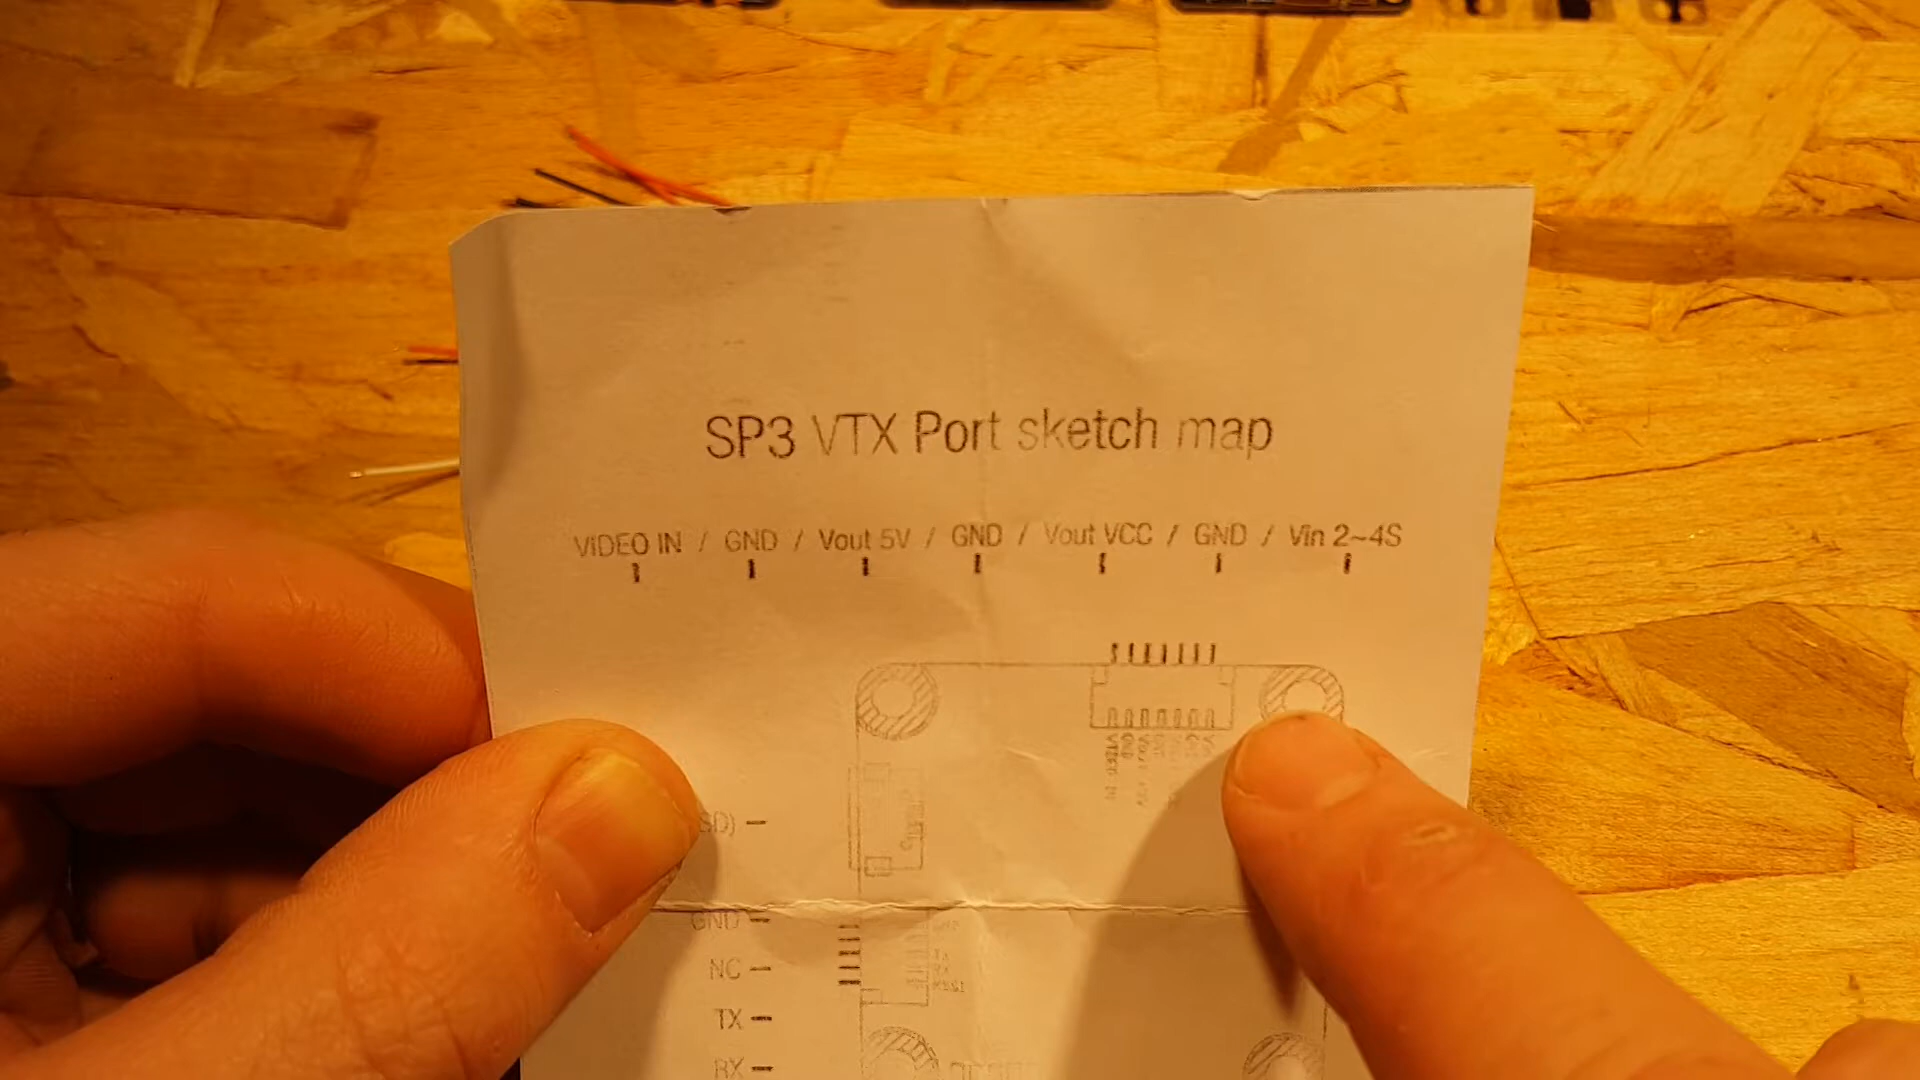 SP3 VTX Port sketch map
VIDEO IN / GND / Vout 5V / GND / Vout VCC / GND / Vin 2~4S
SD)
GND
NC
TX
RX